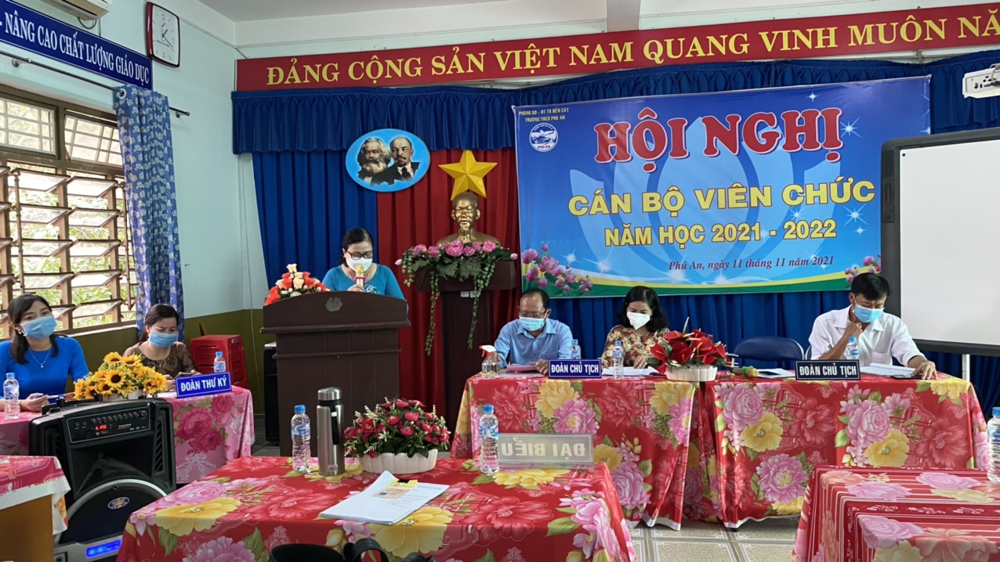 - NÂNG CAO CHẤT LƯỢNG GIÁO DỤC
ĐẢNG CỘNG SẢN VIỆT NAM QUANG VINH MUÔN NĂ
PHÒNG GD - ĐT TX BẾN CÁT
TRƯỜNG THCS PHÚ AN
PHÚ AN
HỘI NGHỊ
CÁN BỘ VIÊN CHỨC
NĂM HỌC 2021 - 2022
Phú An, ngày 11 tháng 11 năm 2021
ĐOÀN THƯ KÝ
ĐOÀN CHỦ TỊCH
ĐOÀN CHỦ TỊCH
ĐẠI BIỂU